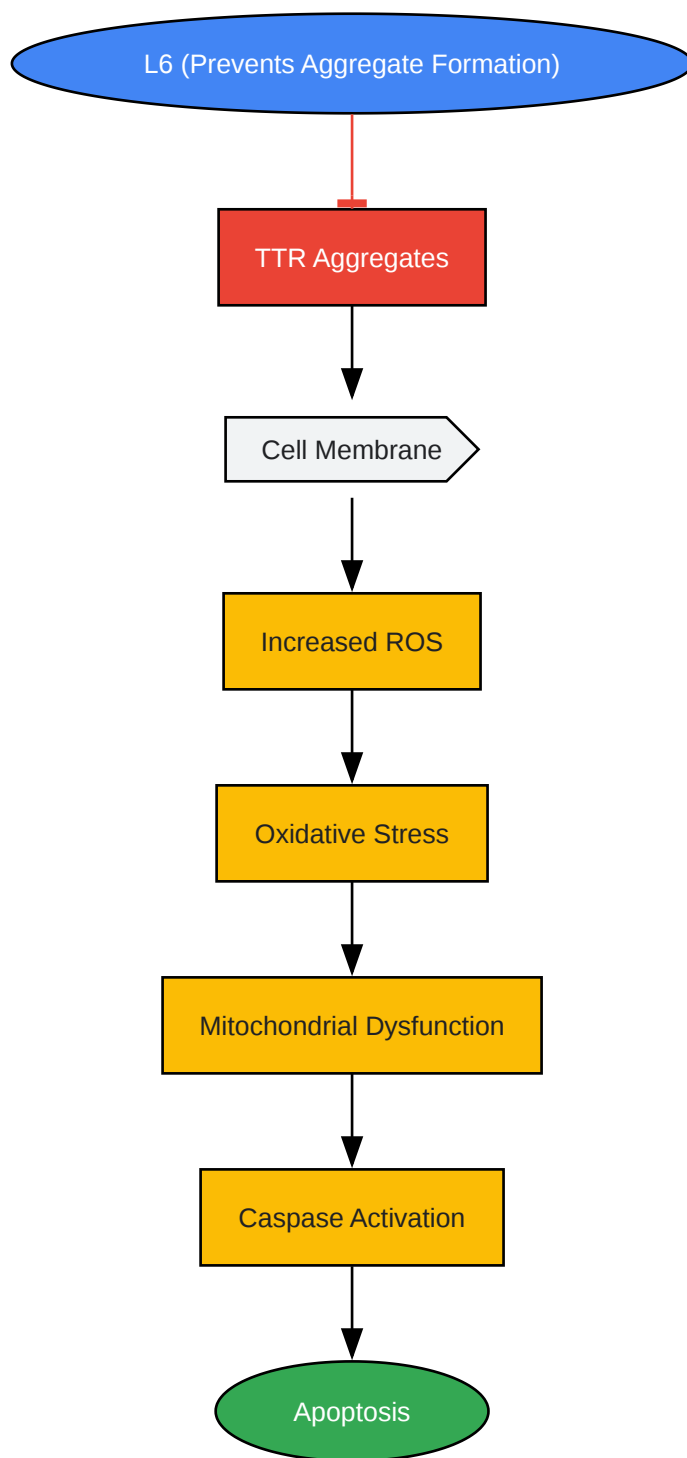 L6 (Prevents Aggregate Formation)
TTR Aggregates
Cell Membrane
Increased ROS
Oxidative Stress
Mitochondrial Dysfunction
Caspase Activation
Apoptosis